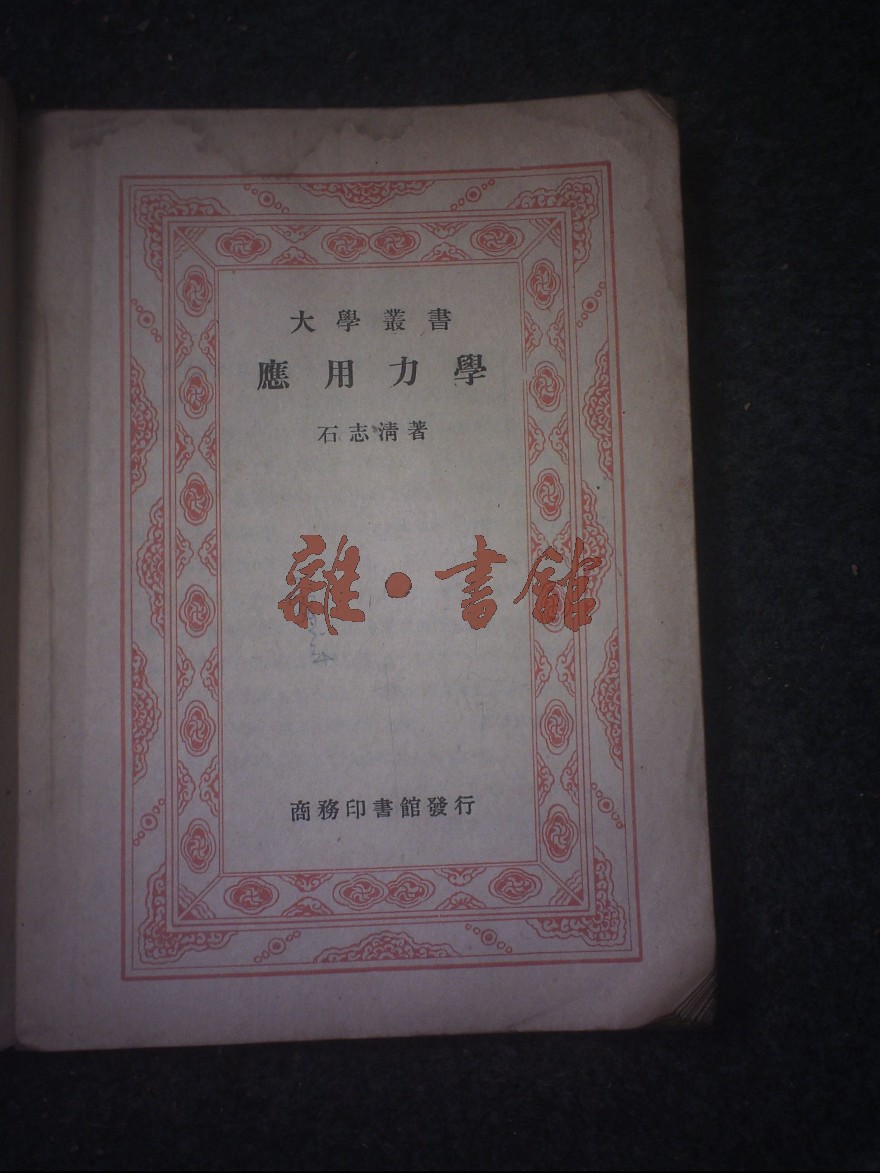 大學叢書
應用力學
石志清著
雜·書館
商務印書館發行